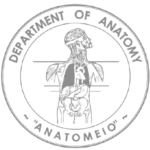 DEPARTMENT OF ANATOMY
~ "ANATOMEIO" ~